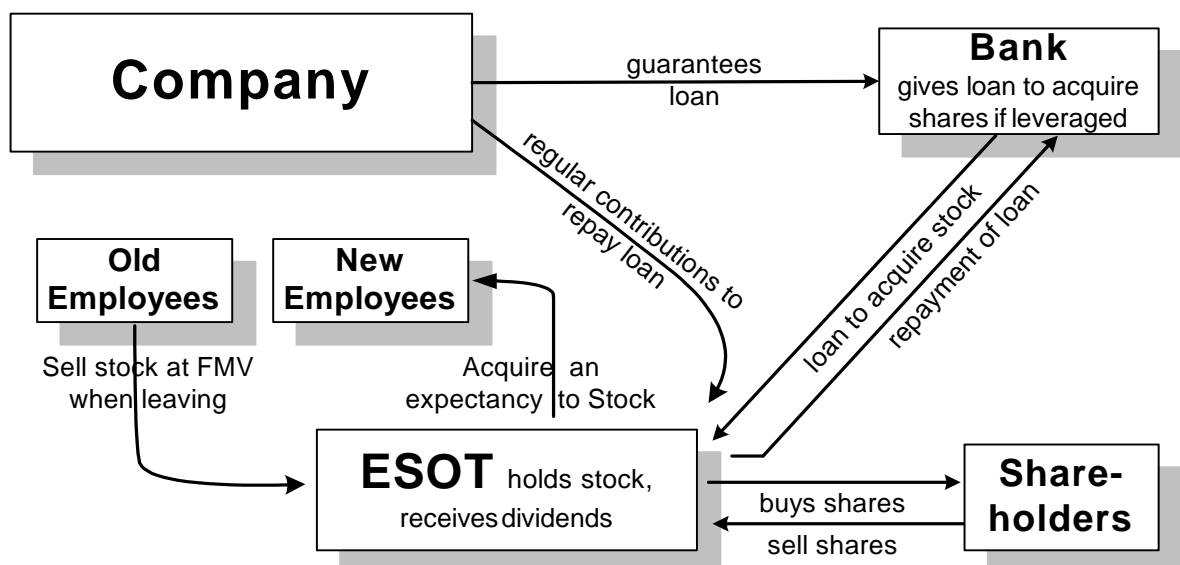 Company
guarantees
loan
Bank
gives loan to acquire
shares if leveraged
regular contributions to
repay loan
loan to acquire stock
repayment of loan
Old
Employees
New
Employees
Sell stock at FMV
when leaving
Acquire an
expectancy to Stock
ESOT holds stock,
receives dividends
buys shares
sell shares
Share-
holders